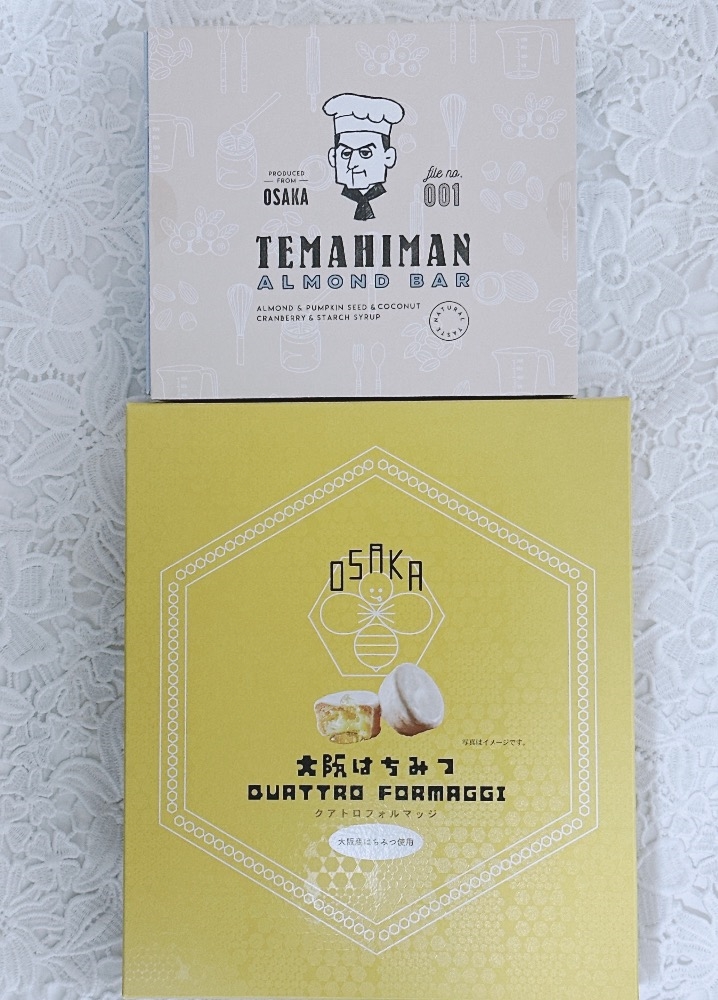 PRODUCED
FROM
OSAKA
file no.
001
TEMAHIMAN
ALMOND BAR
ALMOND & PUMPKIN SEED & COCONUT
CRANBERRY & STARCH SYRUP
NATURAL TASTE
OSAKA
写真はイメージです。
大阪はちみつ
QUATTRO FORMAGGI
クアトロフォルマッジ
大阪産はちみつ使用